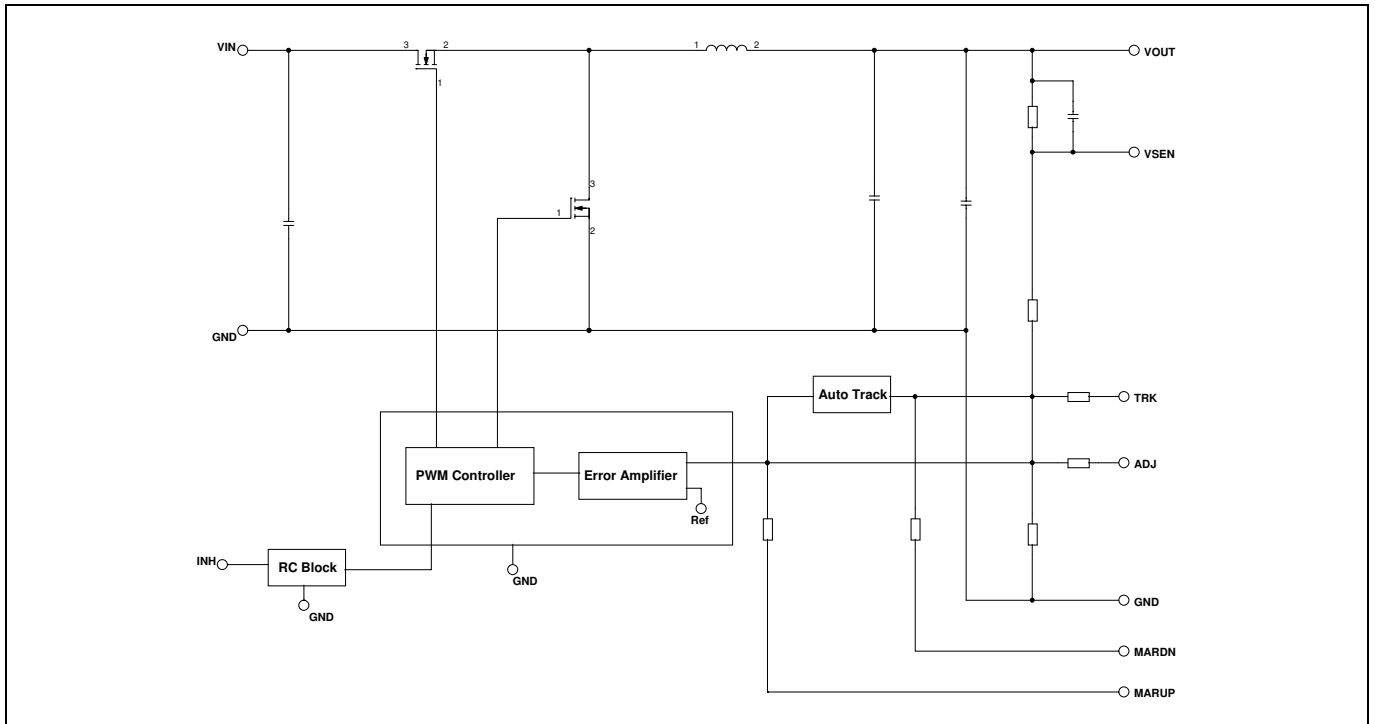 VIN
3
2
1
1
2
VOUT
VSEN
3
1
2
GND
Auto Track
TRK
PWM Controller
Error Amplifier
ADJ
Ref
INH
RC Block
GND
GND
GND
MARDN
MARUP